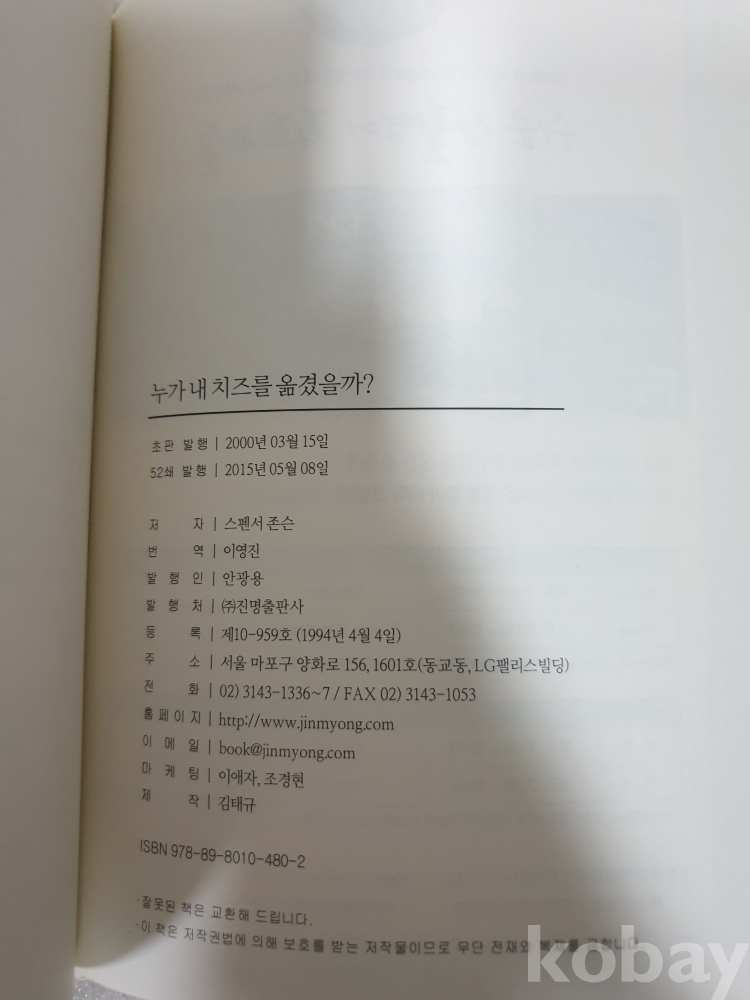 누가 내 치즈를 옮겼을까?
초판 발행 | 2000년 03월 15일
52쇄 발행 | 2015년 05월 08일
저 자 | 스펜서 존슨
번 역 | 이영진
발 행 인 | 안광용
발 행 처 | ㈜진명출판사
등 록 | 제10-959호 (1994년 4월 4일)
주 소 | 서울 마포구 양화로 156, 1601호(동교동, LG팰리스빌딩)
전 화 | 02) 3143-1336~7 / FAX 02) 3143-1053
홈페이지 | http://www.jinmyong.com
이 메 일 | book@jinmyong.com
마 케 팅 | 이애자, 조경현
제 작 | 김태규
ISBN 978-89-8010-480-2
·잘못된 책은 교환해 드립니다.
·이 책은 저작권법에 의해 보호를 받는 저작물이므로 무단 전재와 복제를 금합니다.
kobay